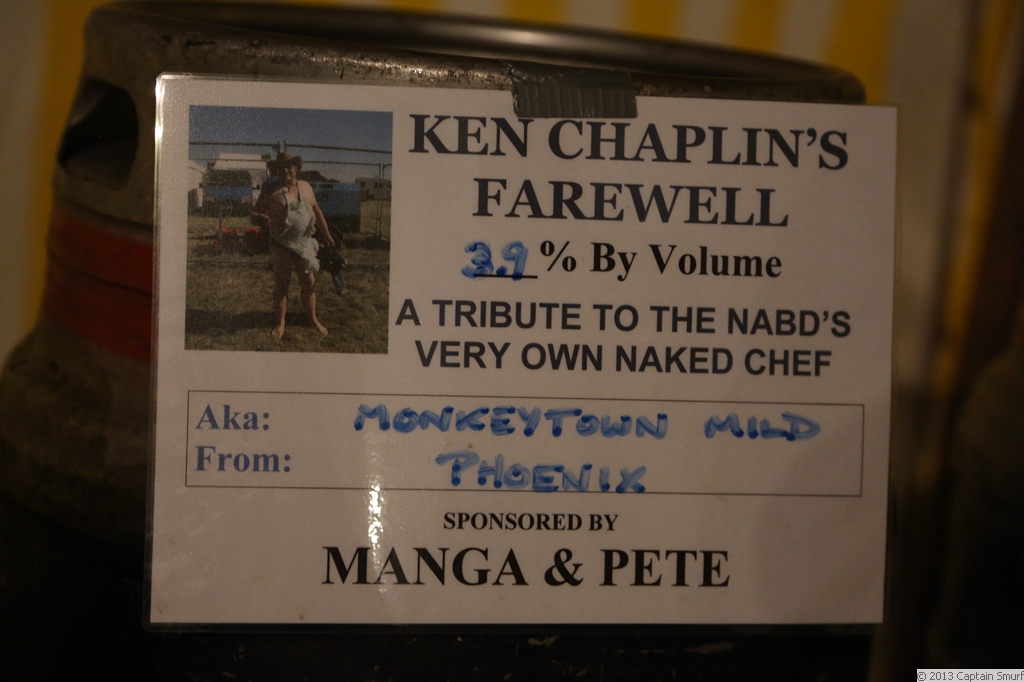 KEN CHAPLIN'S
FAREWELL
3.9% By Volume
A TRIBUTE TO THE NABD'S
VERY OWN NAKED CHEF
Aka: MONKEYTOWN MILD
From: PHOENIX
SPONSORED BY
MANGA & PETE
© 2013 Captain Smurf